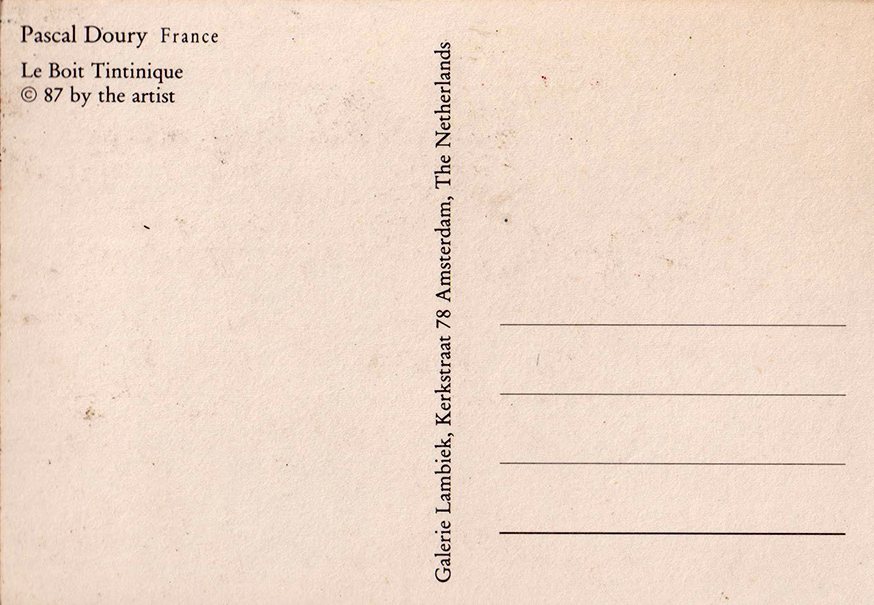 Pascal Doury France
Le Boit Tintinique
© 87 by the artist
Galerie Lambiek, Kerkstraat 78 Amsterdam, The Netherlands